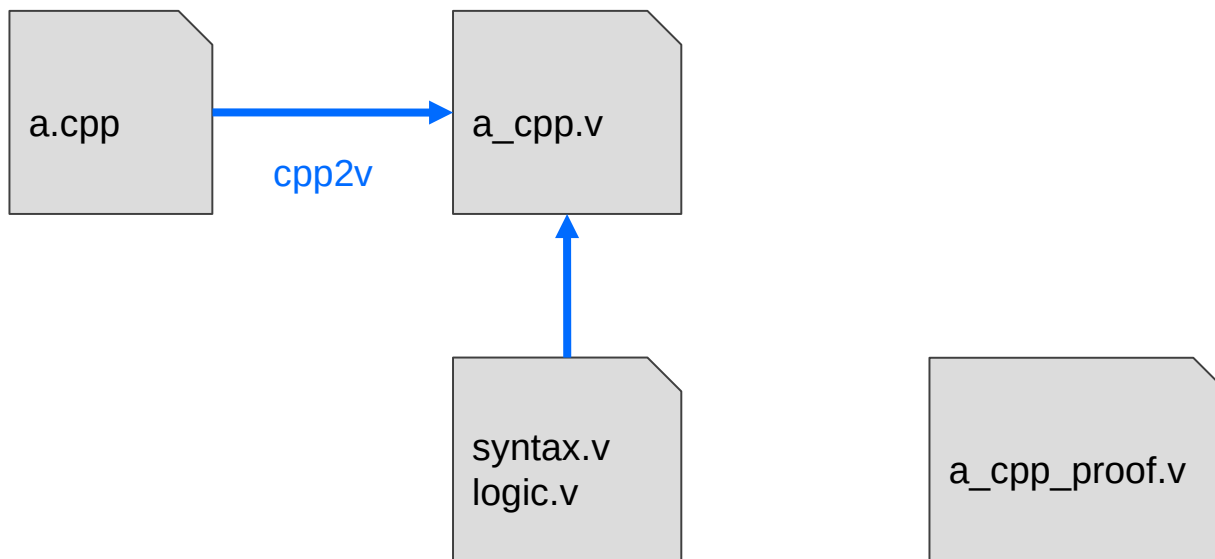 a.cpp
a_cpp.v
cpp2v
syntax.v
logic.v
a_cpp_proof.v